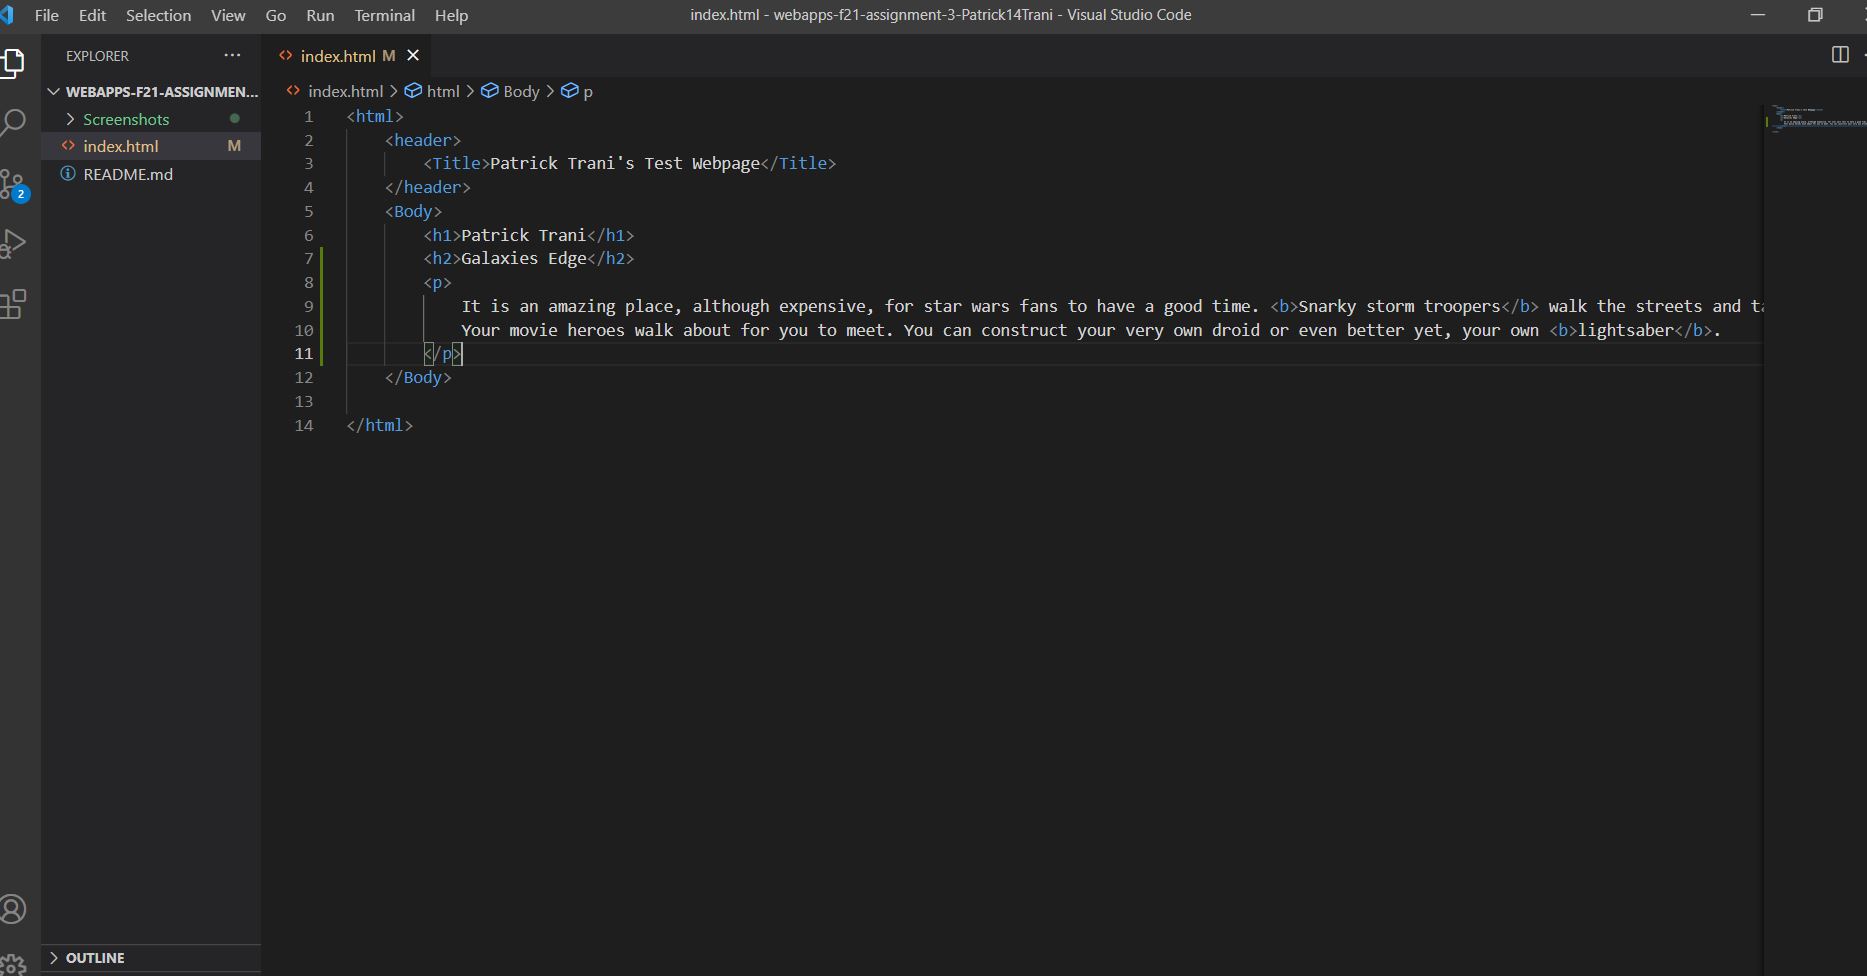 File Edit Selection View Go Run Terminal Help
index.html - webapps-f21-assignment-3-Patrick14Trani - Visual Studio Code
EXPLORER
WEBAPPS-F21-ASSIGNMEN...
Screenshots
index.html M
README.md
2
index.html M
index.html > html > Body > p
1 <html>
2 <header>
3 <Title>Patrick Trani's Test Webpage</Title>
4 </header>
5 <Body>
6 <h1>Patrick Trani</h1>
7 <h2>Galaxies Edge</h2>
8 <p>
9 It is an amazing place, although expensive, for star wars fans to have a good time. <b>Snarky storm troopers</b> walk the streets and
10 Your movie heroes walk about for you to meet. You can construct your very own droid or even better yet, your own <b>lightsaber</b>.
11 </p>
12 </Body>
13
14 </html>
OUTLINE